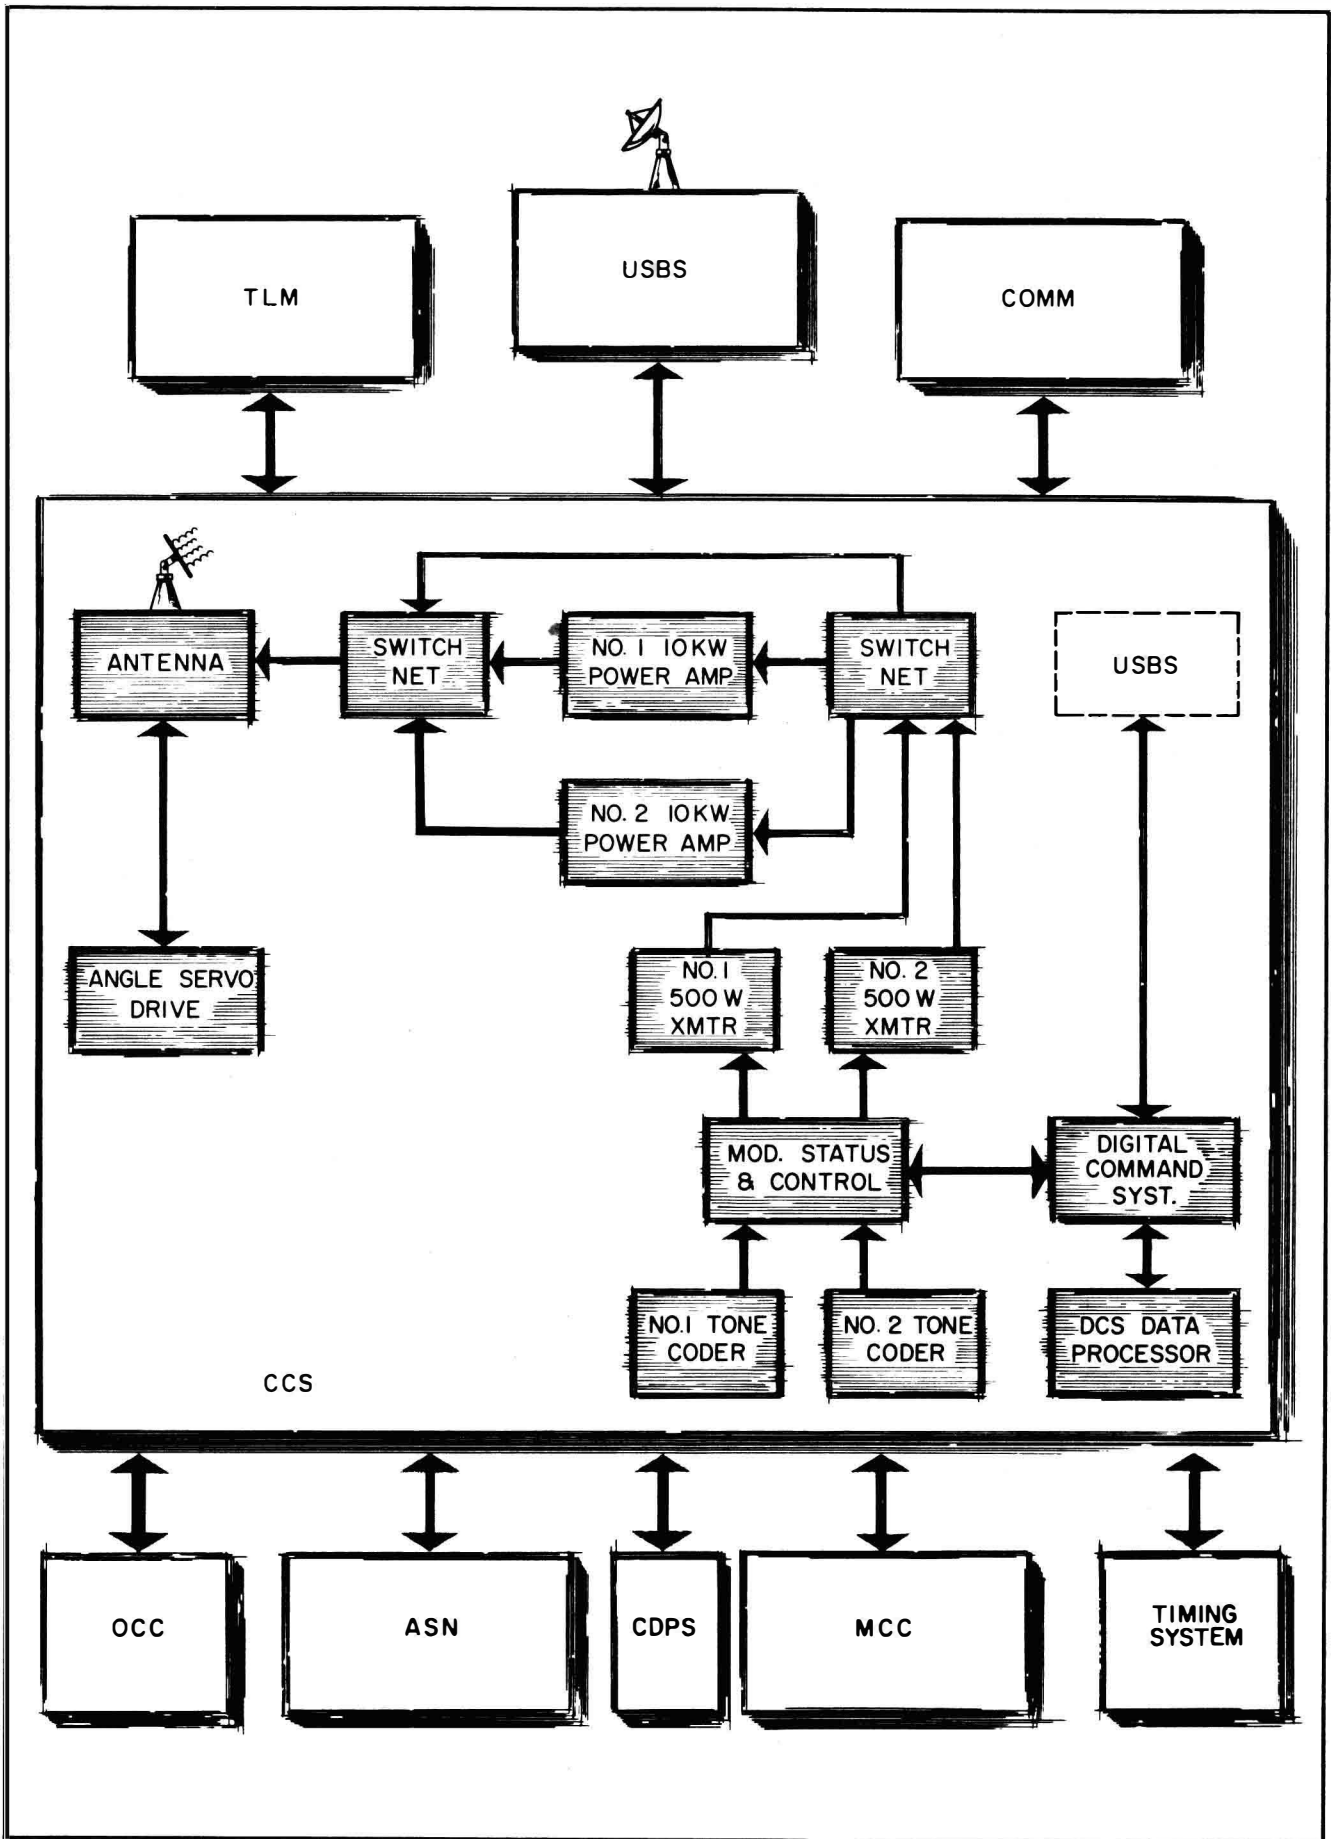 USBS
TLM
COMM
ANTENNA
SWITCH
NET
NO. 1 10KW
POWER AMP.
SWITCH
NET
USBS
NO. 2 10KW
POWER AMP.
ANGLE SERVO
DRIVE
NO. 1
500 W
XMTR
NO. 2
500 W
XMTR
MOD. STATUS
& CONTROL
DIGITAL
COMMAND
SYST.
NO.1 TONE
CODER
NO. 2 TONE
CODER
DCS DATA
PROCESSOR
CCS
OCC
ASN
CDPS
MCC
TIMING
SYSTEM